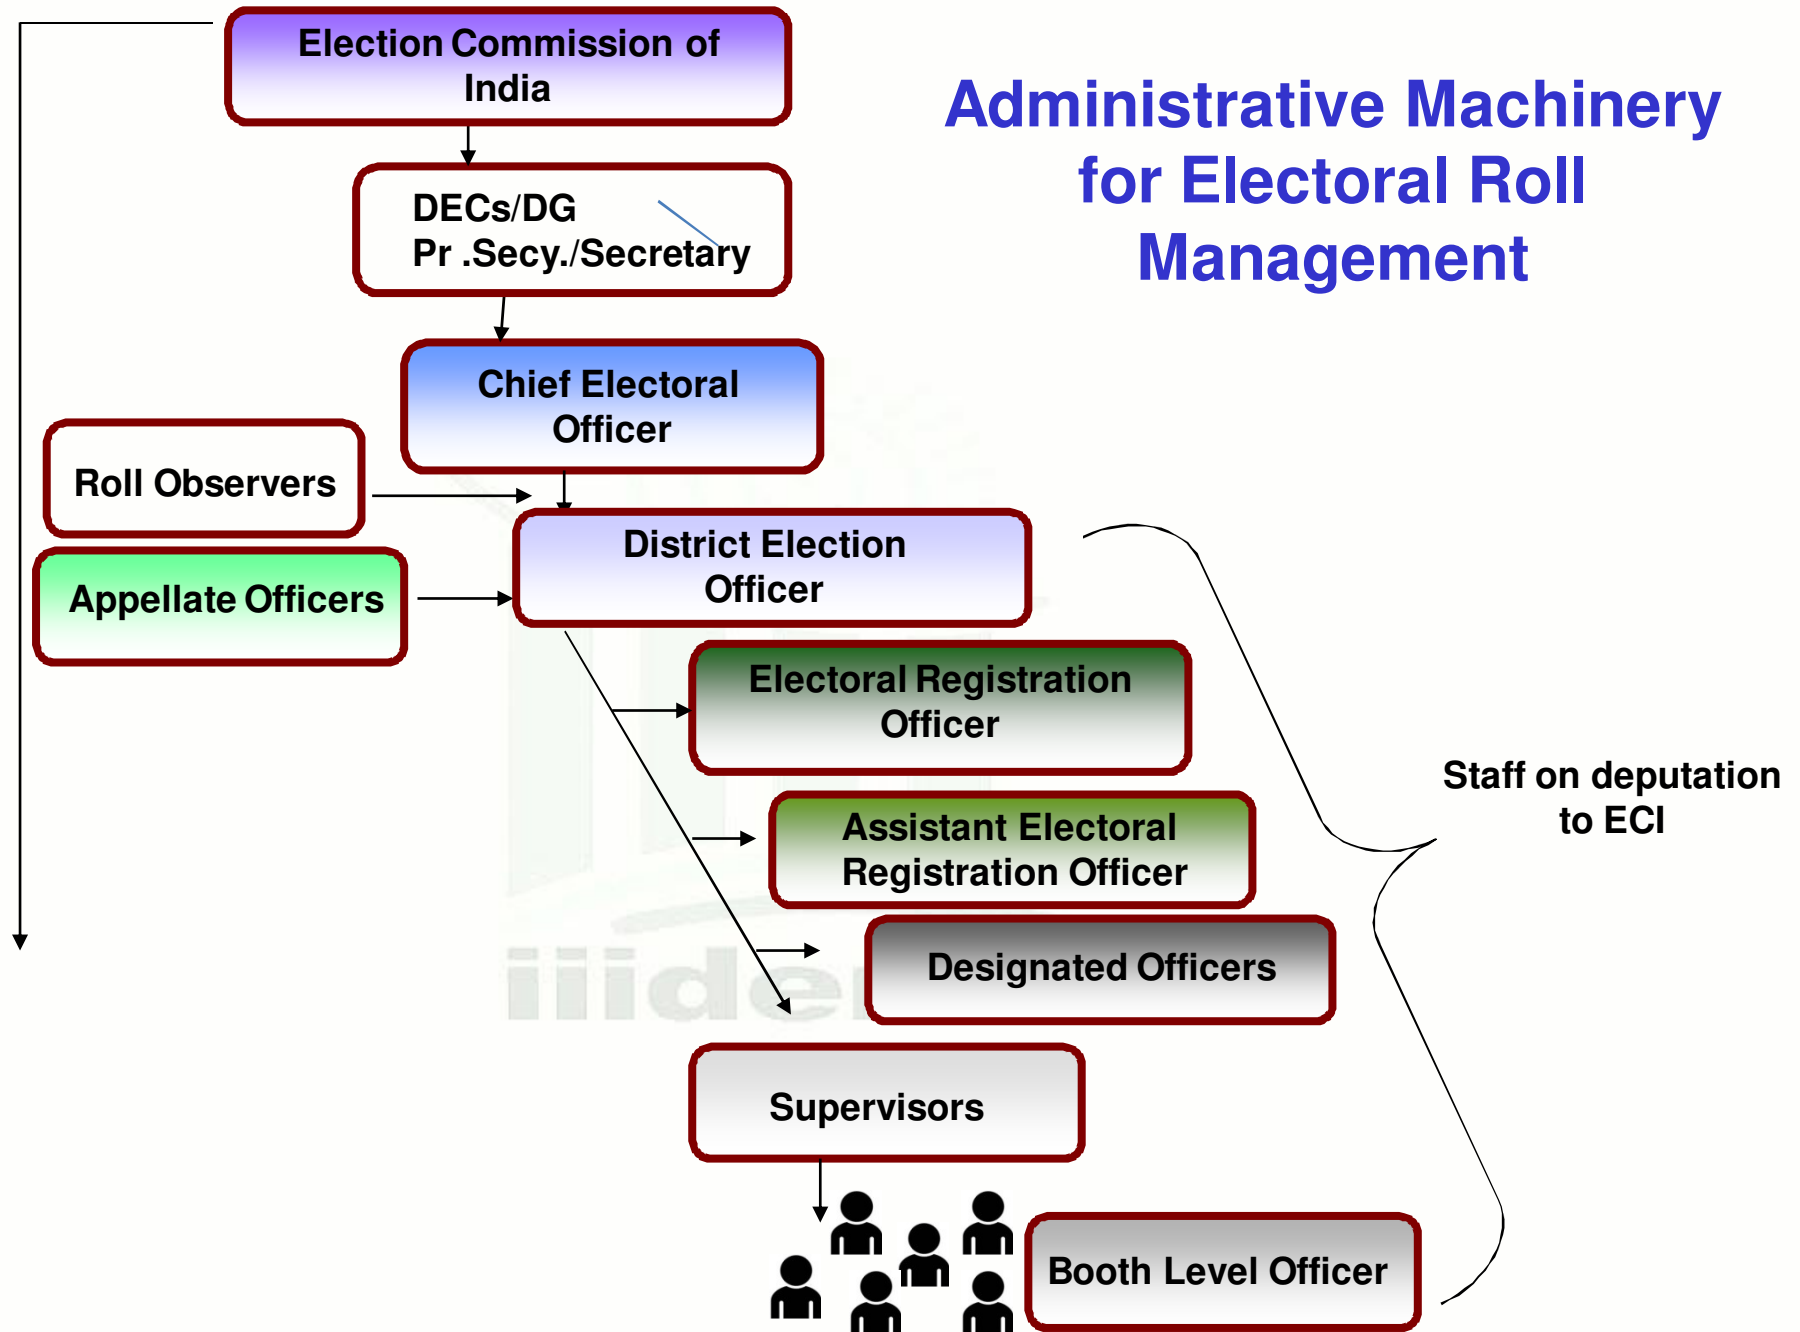 Election Commission of
India
Administrative Machinery
for Electoral Roll
Management
DECs/DG
Pr .Secy./Secretary
Chief Electoral
Officer
Roll Observers
District Election
Officer
Appellate Officers
Electoral Registration
Officer
Staff on deputation
to ECI
Assistant Electoral
Registration Officer
Designated Officers
Supervisors
Booth Level Officer